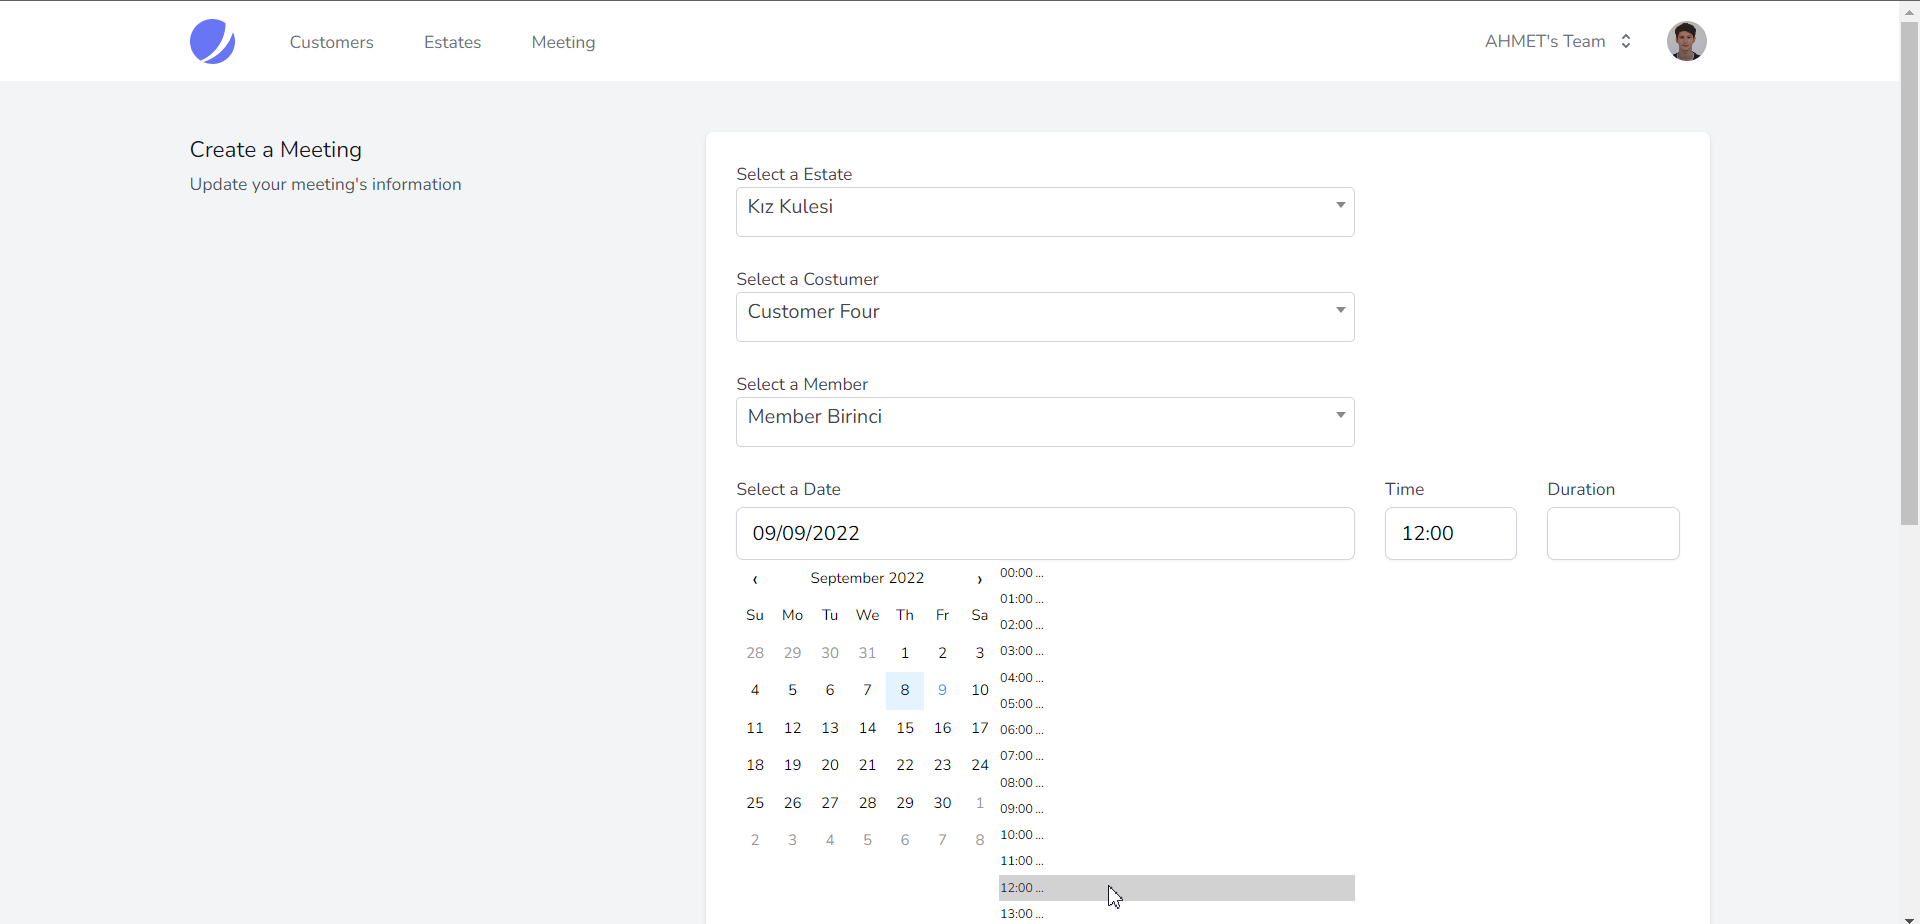 Customers Estates Meeting AHMET's Team
Create a Meeting
Update your meeting's information
Select a Estate
Kız Kulesi
Select a Costumer
Customer Four
Select a Member
Member Birinci
Select a Date Time Duration
09/09/2022 12:00
‹ September 2022 ›
Su Mo Tu We Th Fr Sa
28 29 30 31 1 2 3
4 5 6 7 8 9 10
11 12 13 14 15 16 17
18 19 20 21 22 23 24
25 26 27 28 29 30 1
2 3 4 5 6 7 8
00:00 ...
01:00 ...
02:00 ...
03:00 ...
04:00 ...
05:00 ...
06:00 ...
07:00 ...
08:00 ...
09:00 ...
10:00 ...
11:00 ...
12:00 ...
13:00 ...